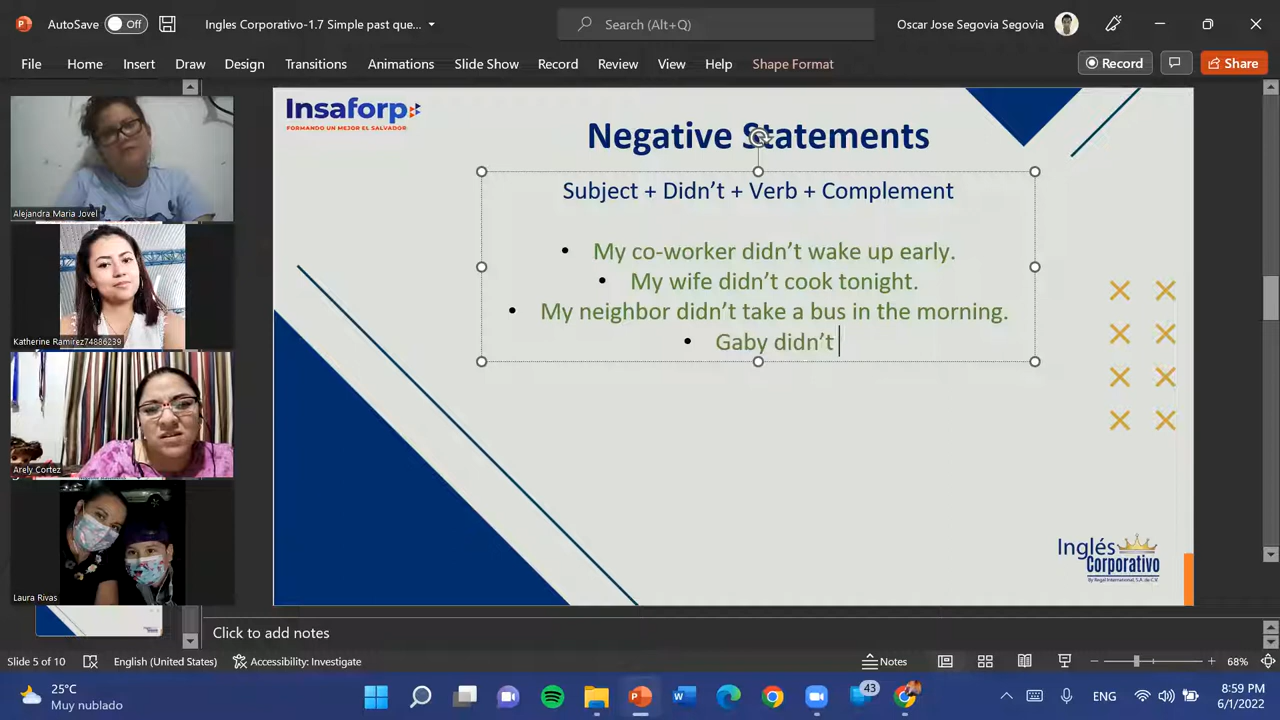 AutoSave Off Ingles Corporativo-1.7 Simple past que... Search (Alt+Q) Oscar Jose Segovia Segovia
File Home Insert Draw Design Transitions Animations Slide Show Record Review View Help Shape Format Record Share
Insaforp
FORMANDO UN MEJOR EL SALVADOR
Negative Statements
Subject + Didn't + Verb + Complement
• My co-worker didn't wake up early.
• My wife didn't cook tonight.
• My neighbor didn't take a bus in the morning.
• Gaby didn't
Alejandra Maria Jovel
Katherine Ramirez74886239
Arely Cortez
Laura Rivas
Inglés
Corporativo
By Regal International, S.A. de C.V.
Click to add notes
Slide 5 of 10 English (United States) Accessibility: Investigate Notes 68%
25°C
Muy nublado
43
ENG
8:59 PM
6/1/2022